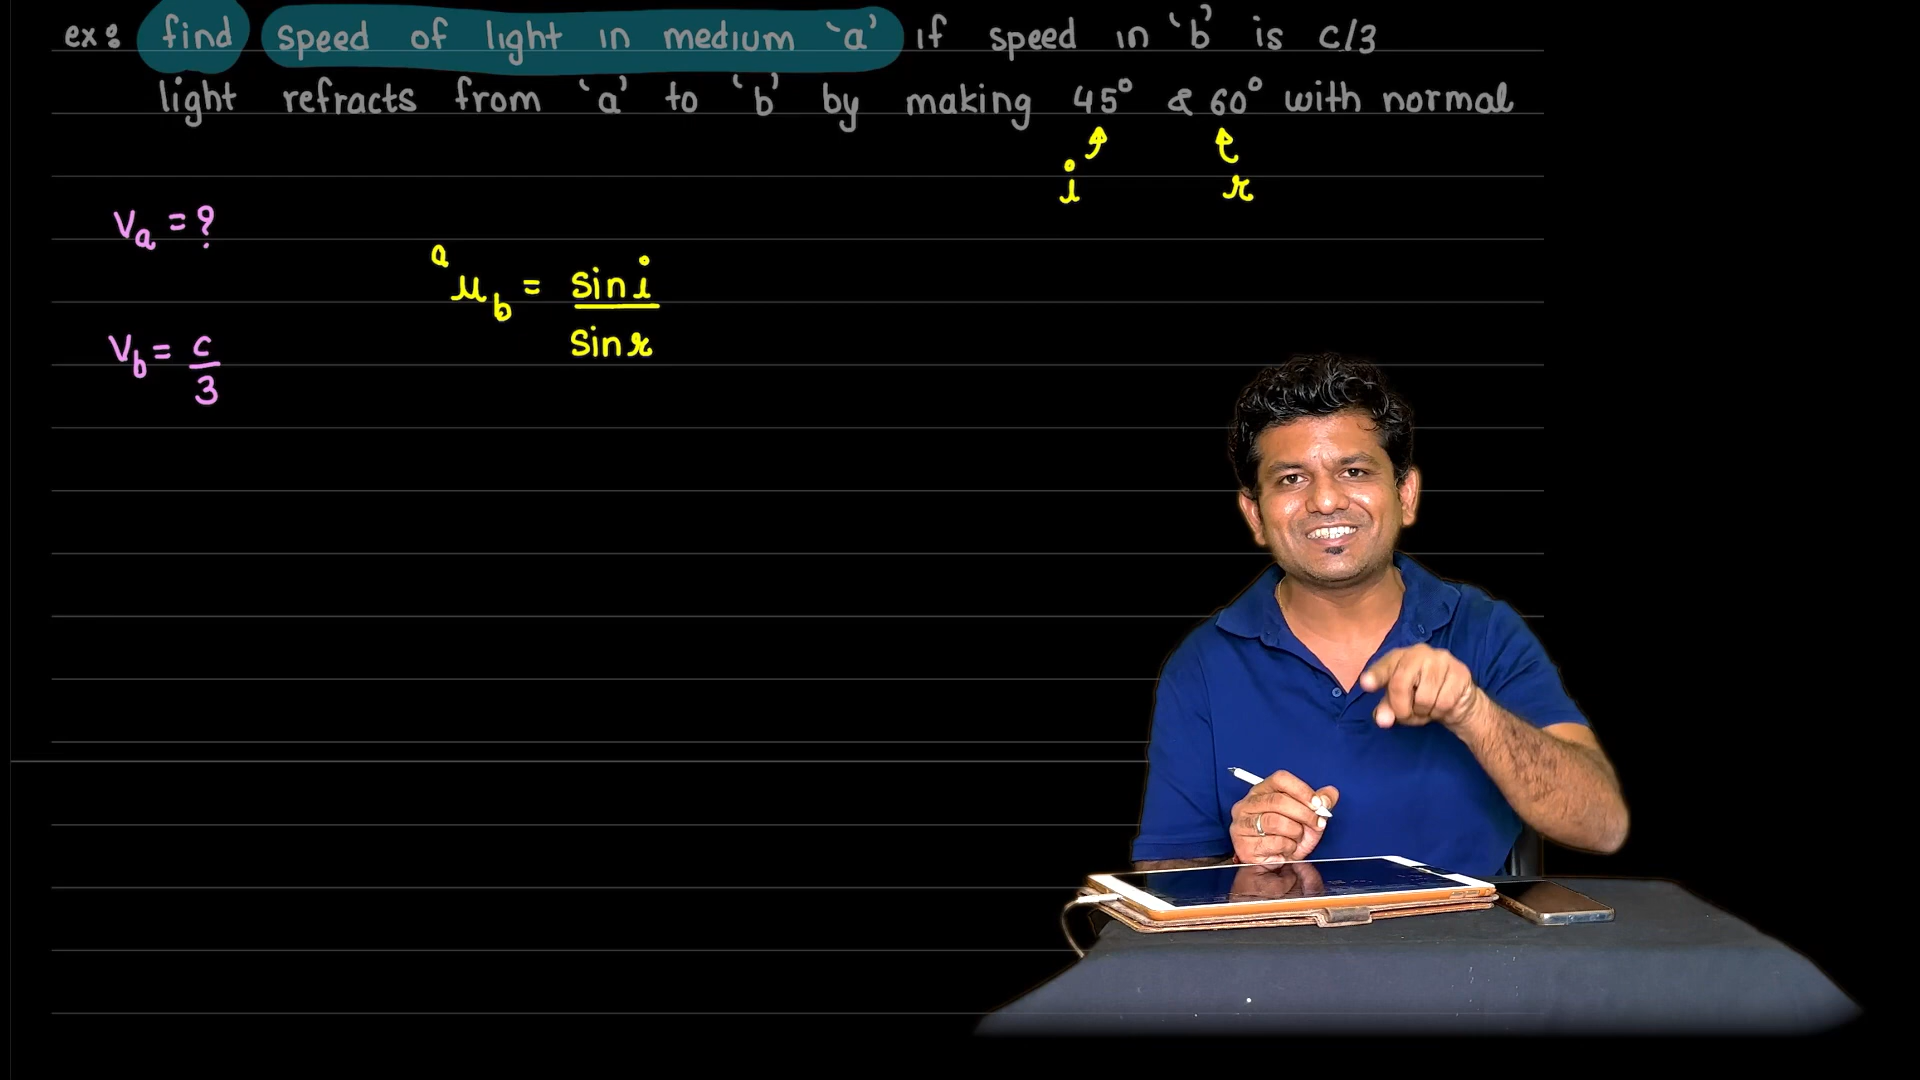 ex: find speed of light in medium 'a' if speed in 'b' is c/3
light refracts from 'a' to 'b' by making 45° & 60° with normal
i r
Va = ?
aμb = sin i
sin r
Vb = c
3